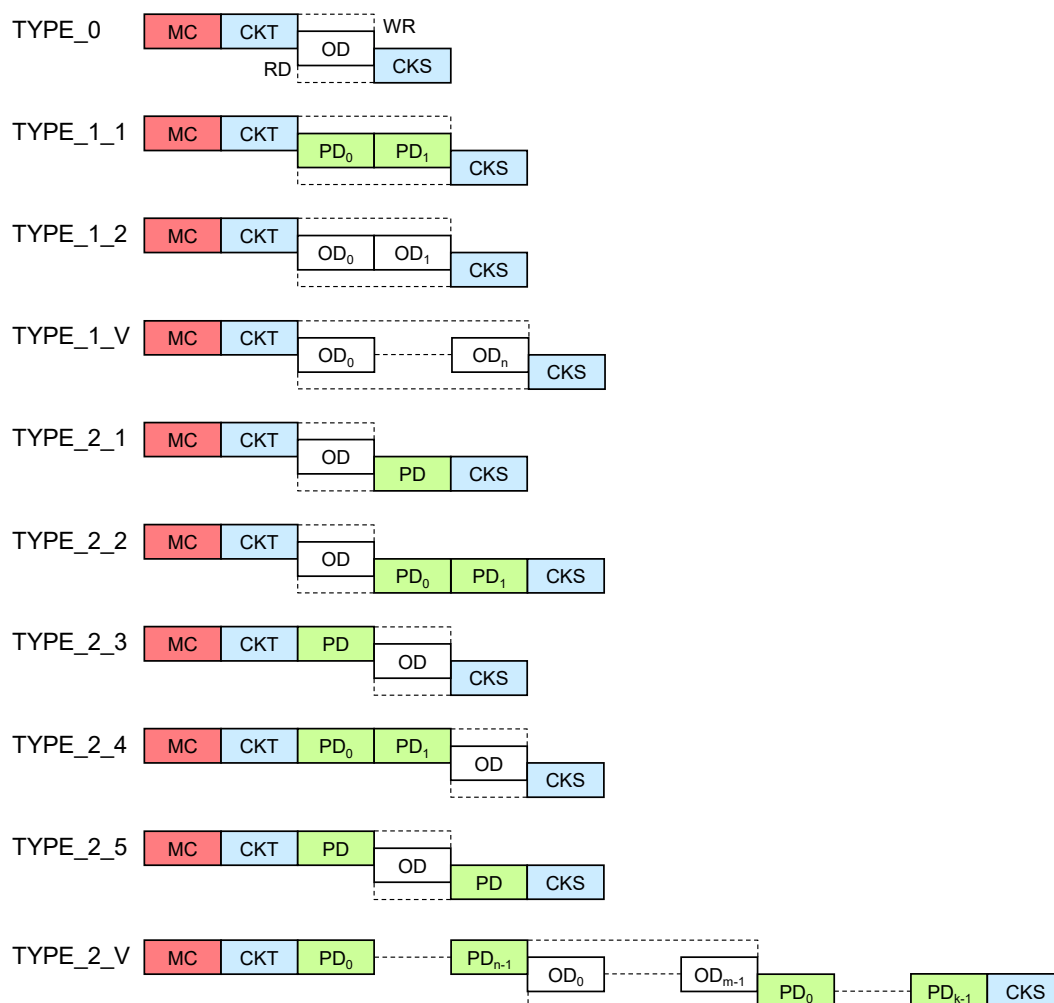 TYPE_0 MC CKT OD WR RD CKS
TYPE_1_1 MC CKT PD0 PD1 CKS
TYPE_1_2 MC CKT OD0 OD1 CKS
TYPE_1_V MC CKT OD0 ODn CKS
TYPE_2_1 MC CKT OD PD CKS
TYPE_2_2 MC CKT OD PD0 PD1 CKS
TYPE_2_3 MC CKT PD OD CKS
TYPE_2_4 MC CKT PD0 PD1 OD CKS
TYPE_2_5 MC CKT PD OD PD CKS
TYPE_2_V MC CKT PD0 PDn-1 OD0 ODm-1 PD0 PDk-1 CKS